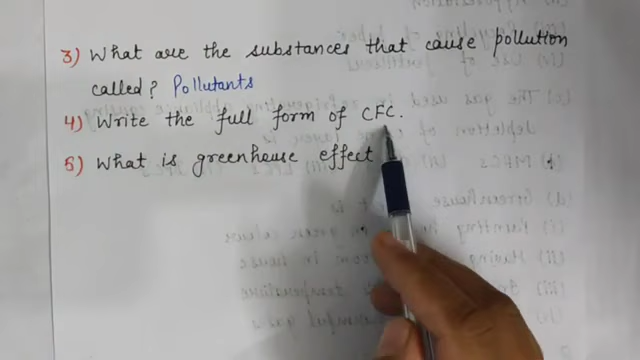 3) What are the substances that cause pollution
called? Pollutants
4) Write the full form of CFC.
5) What is greenhouse effect